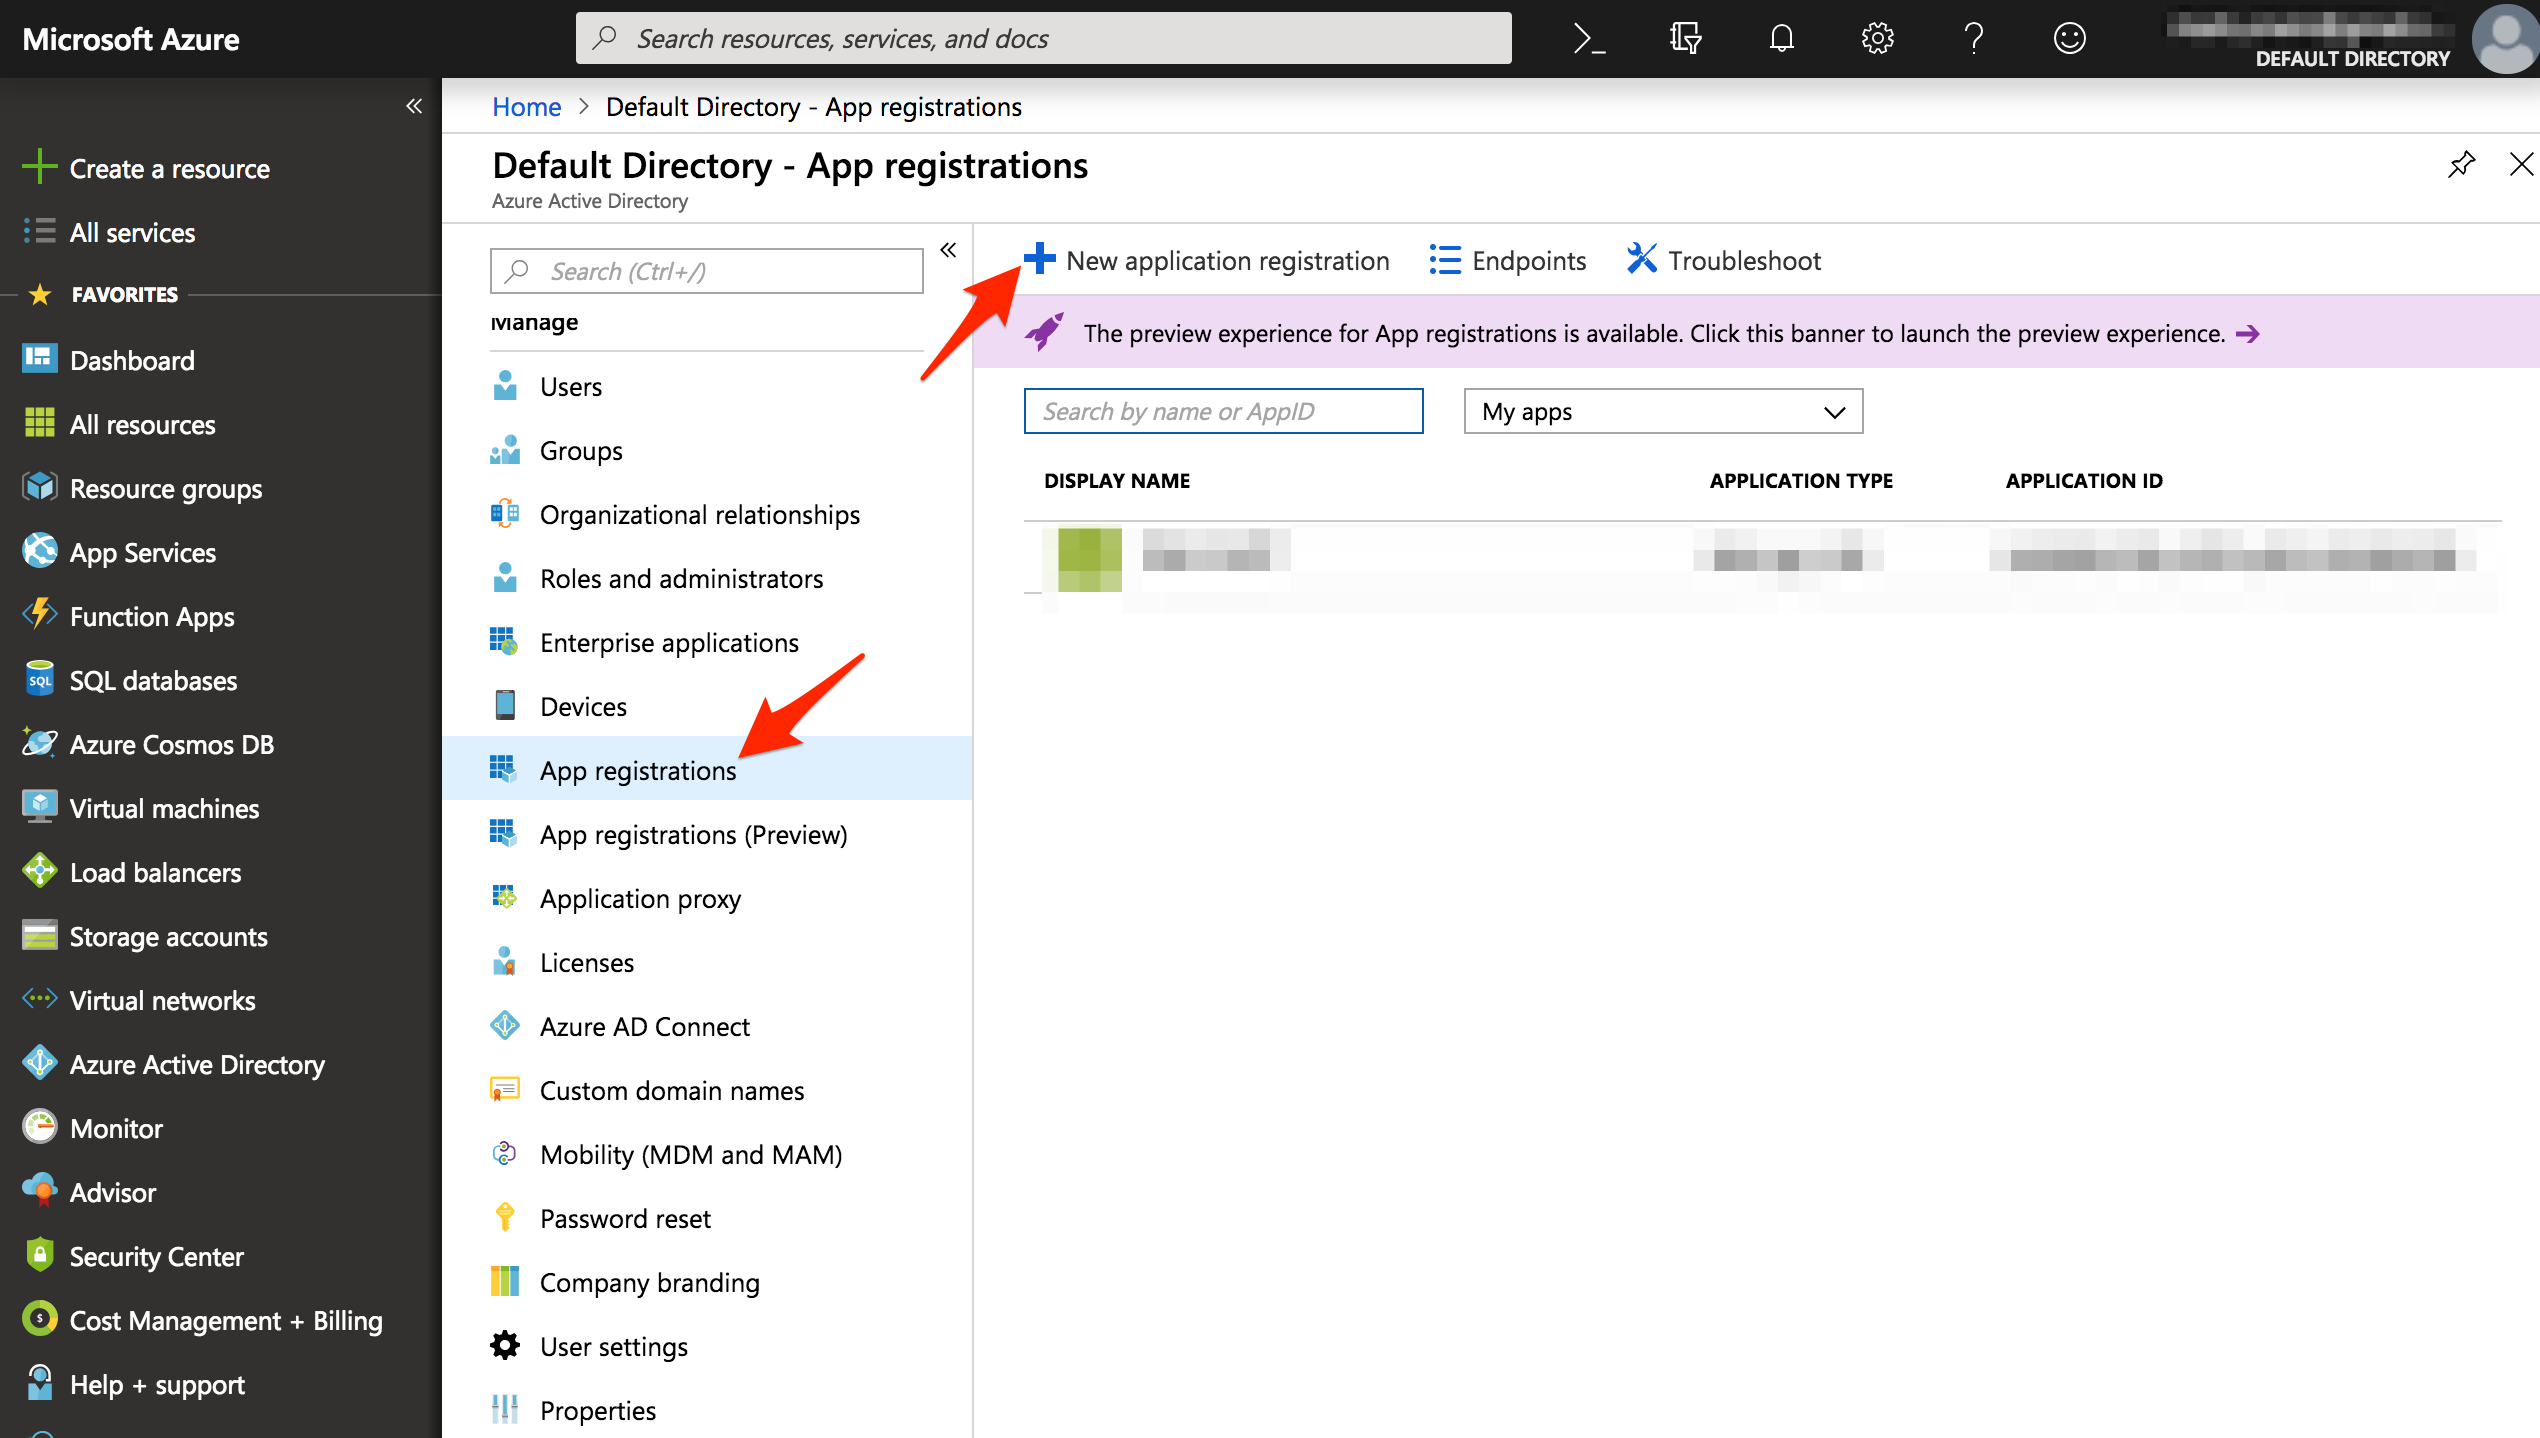 Microsoft Azure
Search resources, services, and docs
DEFAULT DIRECTORY
Create a resource
All services
FAVORITES
Dashboard
All resources
Resource groups
App Services
Function Apps
SQL databases
Azure Cosmos DB
Virtual machines
Load balancers
Storage accounts
Virtual networks
Azure Active Directory
Monitor
Advisor
Security Center
Cost Management + Billing
Help + support
Home > Default Directory - App registrations
Default Directory - App registrations
Azure Active Directory
Search (Ctrl+/)
Manage
Users
Groups
Organizational relationships
Roles and administrators
Enterprise applications
Devices
App registrations
App registrations (Preview)
Application proxy
Licenses
Azure AD Connect
Custom domain names
Mobility (MDM and MAM)
Password reset
Company branding
User settings
Properties
New application registration Endpoints Troubleshoot
The preview experience for App registrations is available. Click this banner to launch the preview experience. →
Search by name or AppID My apps
DISPLAY NAME APPLICATION TYPE APPLICATION ID